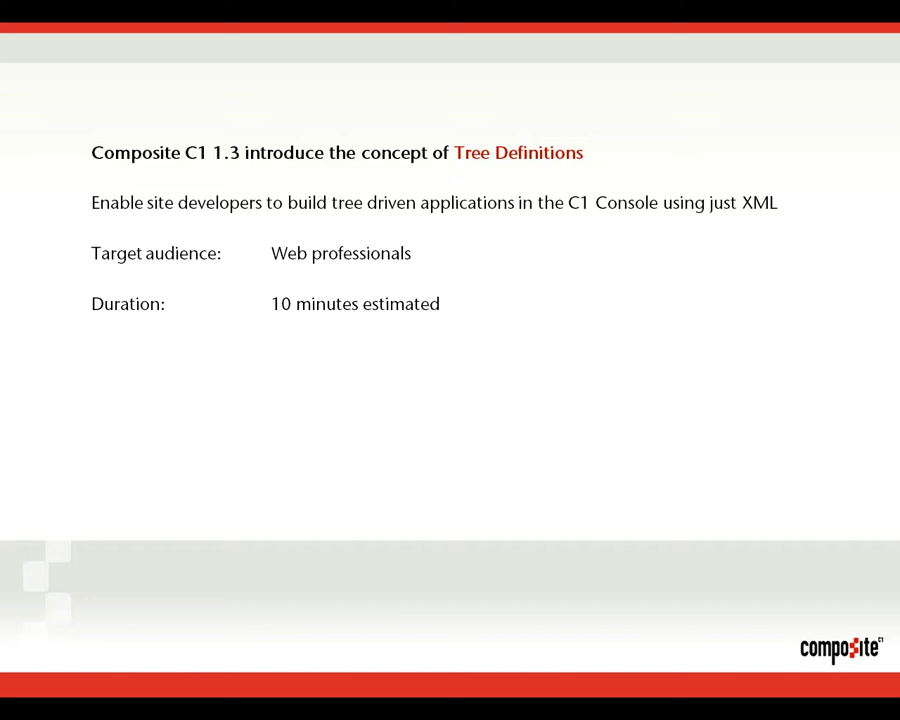 Composite C1 1.3 introduce the concept of Tree Definitions
Enable site developers to build tree driven applications in the C1 Console using just XML
Target audience: Web professionals
Duration: 10 minutes estimated
composite C1